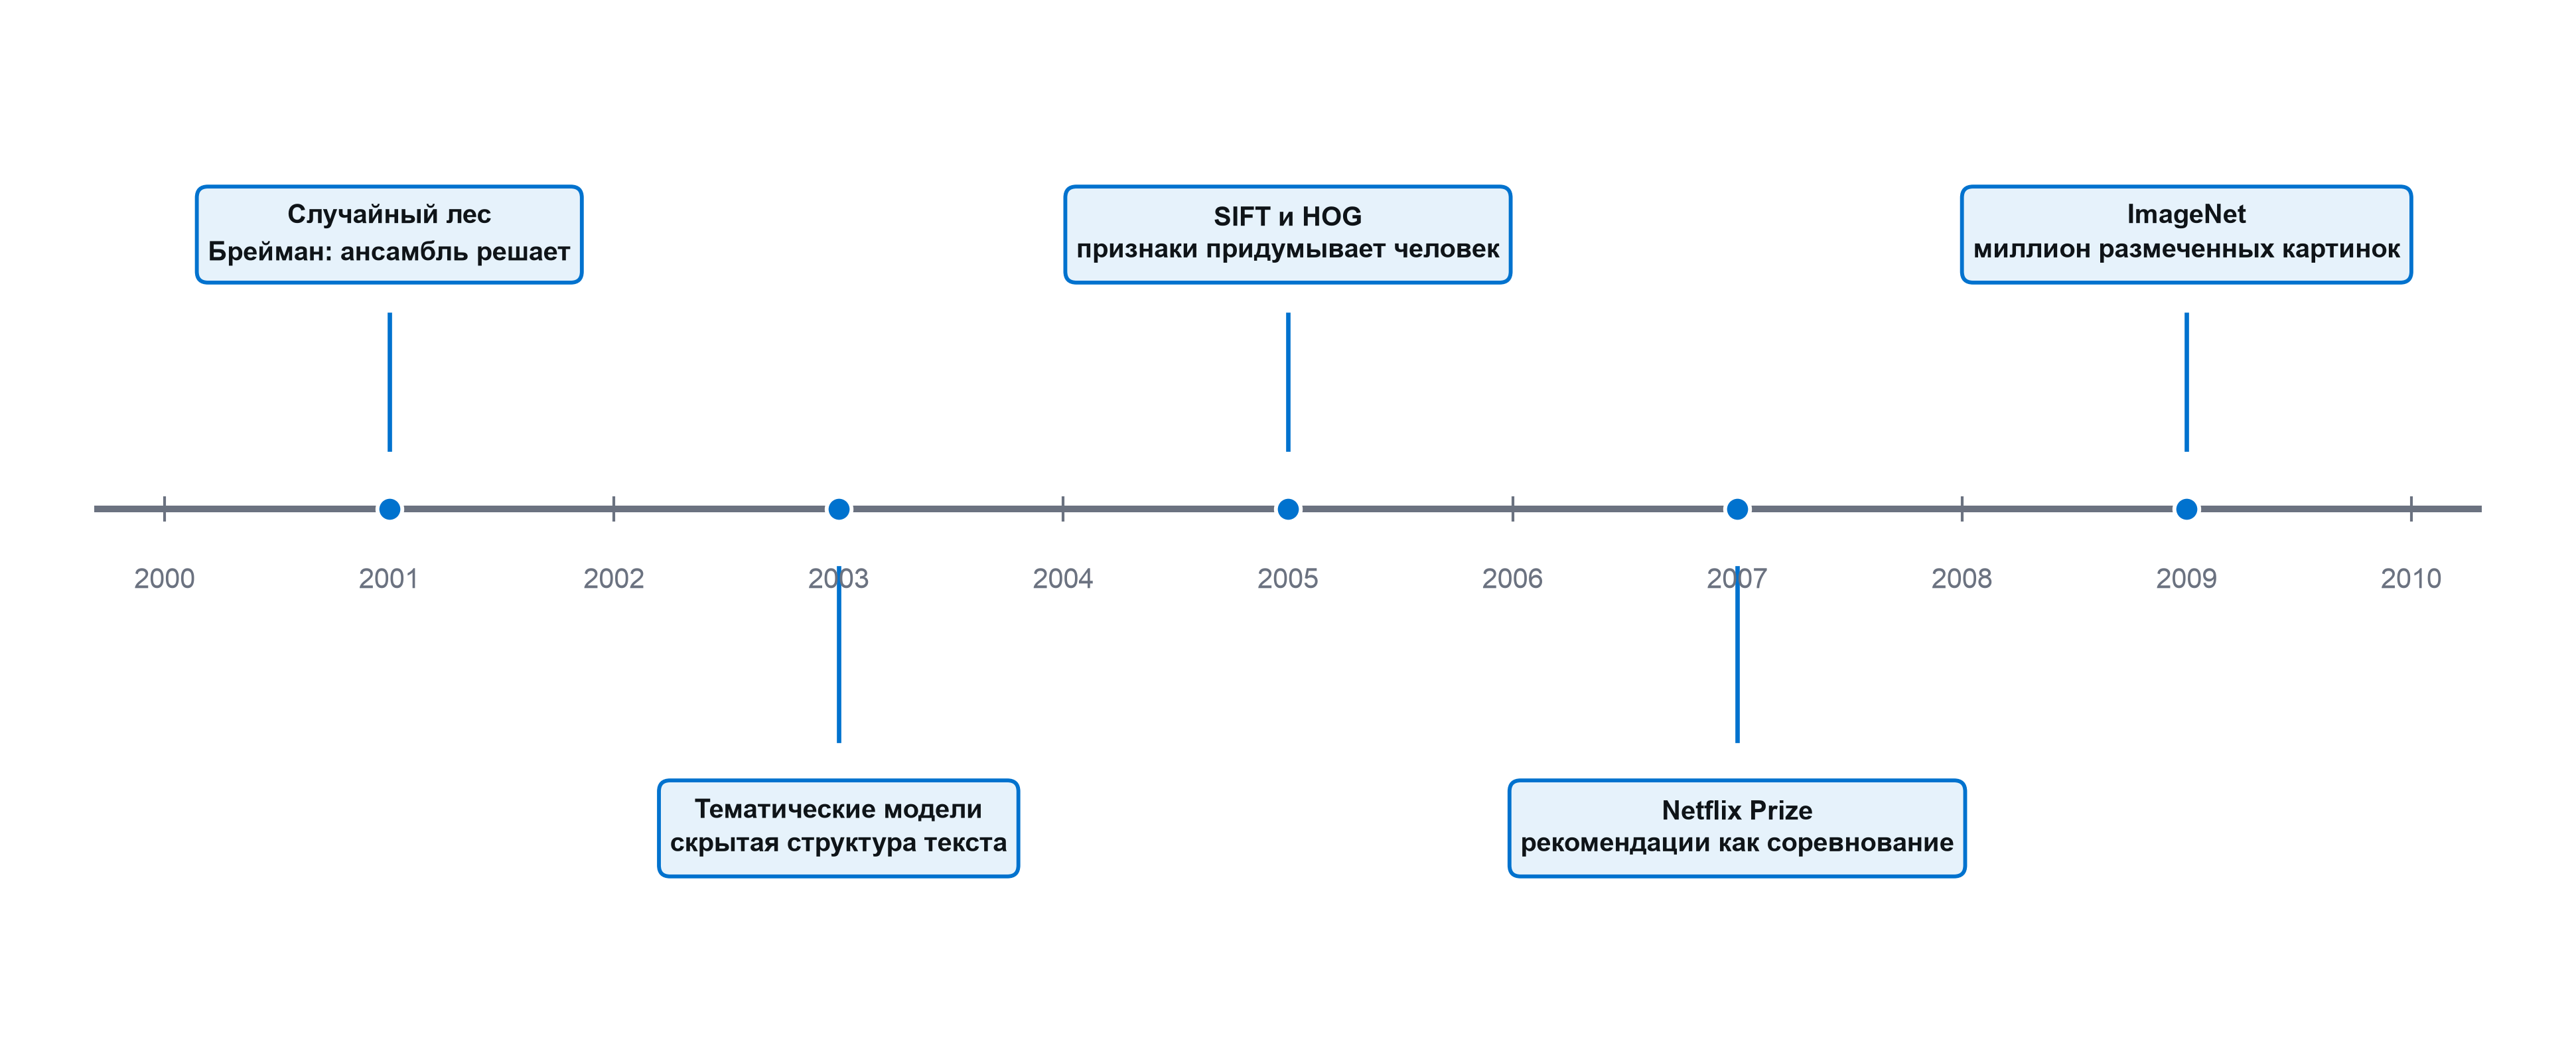 Случайный лес
Брейман: ансамбль решает
SIFT и HOG
признаки придумывает человек
ImageNet
миллион размеченных картинок
2000
2001
2002
2003
2004
2005
2006
2007
2008
2009
2010
Тематические модели
скрытая структура текста
Netflix Prize
рекомендации как соревнование